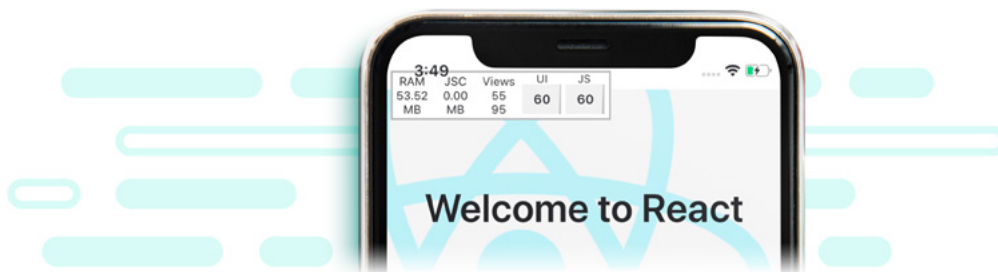 3:49
RAM JSC Views UI JS
53.52 0.00 55 60 60
MB MB 95
Welcome to React